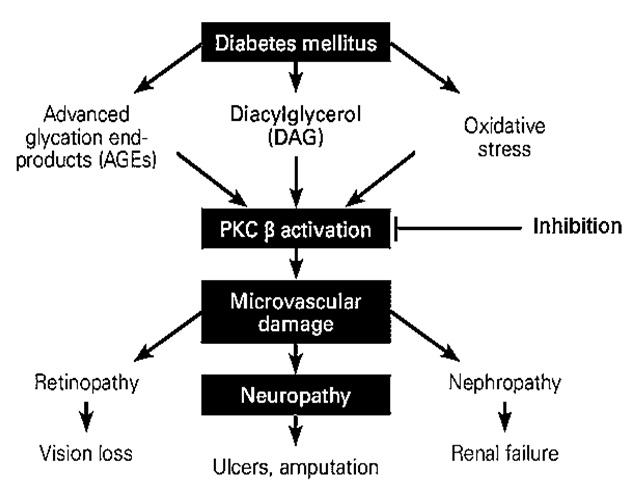 Diabetes mellitus
Advanced
glycation end-
products (AGEs)
Diacylglycerol
(DAG)
Oxidative
stress
PKC β activation
Inhibition
Microvascular
damage
Retinopathy
Neuropathy
Nephropathy
Vision loss
Ulcers, amputation
Renal failure